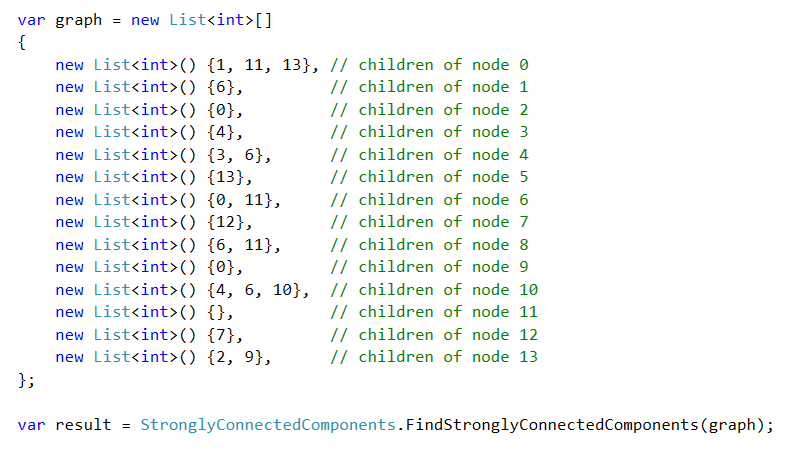 var graph = new List<int>[]
{
    new List<int>() {1, 11, 13}, // children of node 0
    new List<int>() {6},         // children of node 1
    new List<int>() {0},         // children of node 2
    new List<int>() {4},         // children of node 3
    new List<int>() {3, 6},      // children of node 4
    new List<int>() {13},        // children of node 5
    new List<int>() {0, 11},     // children of node 6
    new List<int>() {12},        // children of node 7
    new List<int>() {6, 11},     // children of node 8
    new List<int>() {0},         // children of node 9
    new List<int>() {4, 6, 10},  // children of node 10
    new List<int>() {},          // children of node 11
    new List<int>() {7},         // children of node 12
    new List<int>() {2, 9},      // children of node 13
};
var result = StronglyConnectedComponents.FindStronglyConnectedComponents(graph);